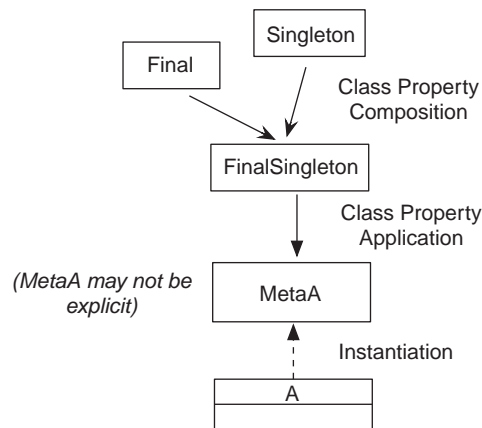 Singleton
Final
Class Property
Composition
FinalSingleton
Class Property
Application
(MetaA may not be
explicit)
MetaA
Instantiation
A